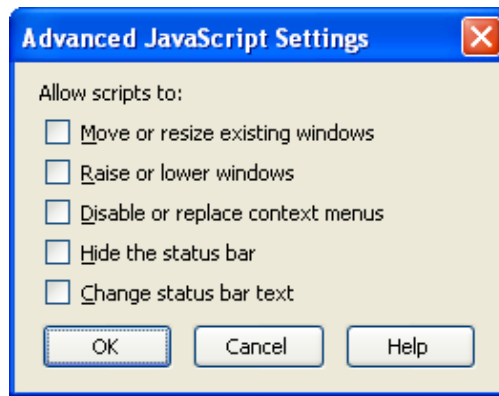 Advanced JavaScript Settings
Allow scripts to:
Move or resize existing windows
Raise or lower windows
Disable or replace context menus
Hide the status bar
Change status bar text
OK Cancel Help